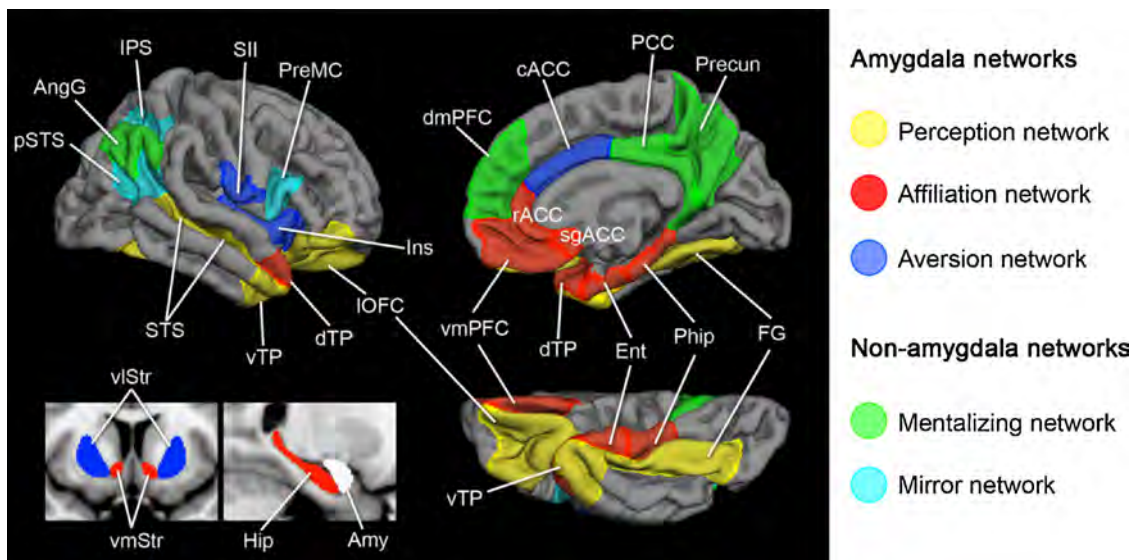 IPS
SII
PreMC
AngG
pSTS
Ins
STS
vTP
dTP
lOFC
PCC
cACC
Precun
dmPFC
rACC
sgACC
vmPFC
dTP
Ent
Phip
FG
vTP
vlStr
vmStr
Hip
Amy
Amygdala networks
Perception network
Affiliation network
Aversion network
Non-amygdala networks
Mentalizing network
Mirror network